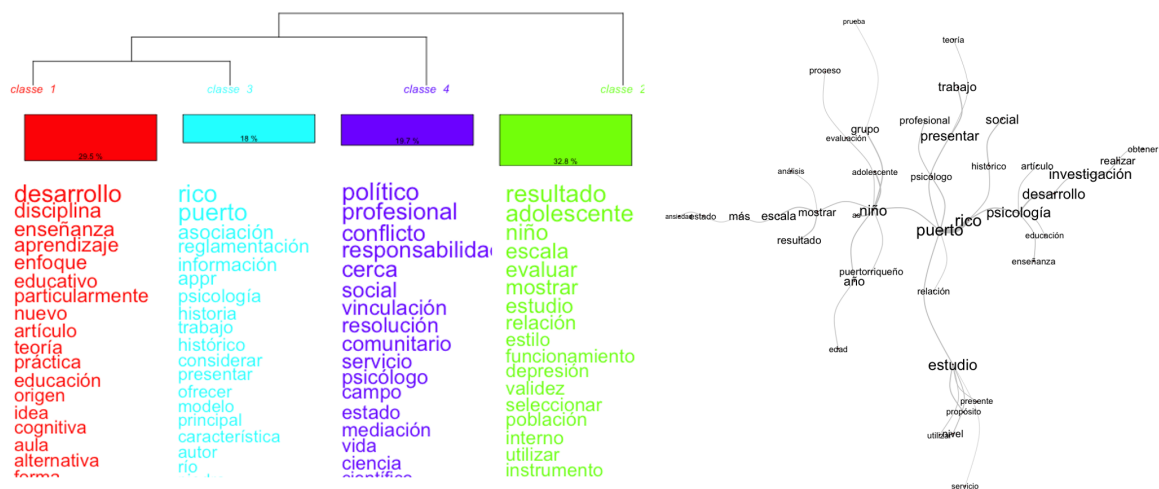 classe 1
classe 3
classe 4
classe 2
29.5 %
18 %
19.7 %
32.8 %
desarrollo
disciplina
enseñanza
aprendizaje
enfoque
educativo
particularmente
nuevo
artículo
teoría
práctica
educación
origen
idea
cognitiva
aula
alternativa
forma
rico
puerto
asociación
reglamentación
información
appr
psicología
historia
trabajo
histórico
considerar
presentar
ofrecer
modelo
principal
característica
autor
río
político
profesional
conflicto
responsabilidad
cerca
social
vinculación
resolución
comunitario
servicio
psicólogo
campo
estado
mediación
vida
ciencia
científico
resultado
adolescente
niño
escala
evaluar
mostrar
estudio
relación
estilo
funcionamiento
depresión
validez
seleccionar
población
interno
utilizar
instrumento
prueba
teoría
proceso
trabajo
grupo
profesional
social
evaluación
presentar
obtener
realizar
análisis
adolescente
psicólogo
histórico
artículo
investigación
desarrollo
ansiedad
estado
más
escala
mostrar
niño
rico
psicología
puerto
resultado
educación
enseñanza
puertorriqueño
año
relación
edad
estudio
presente
propósito
utilizar
nivel
servicio